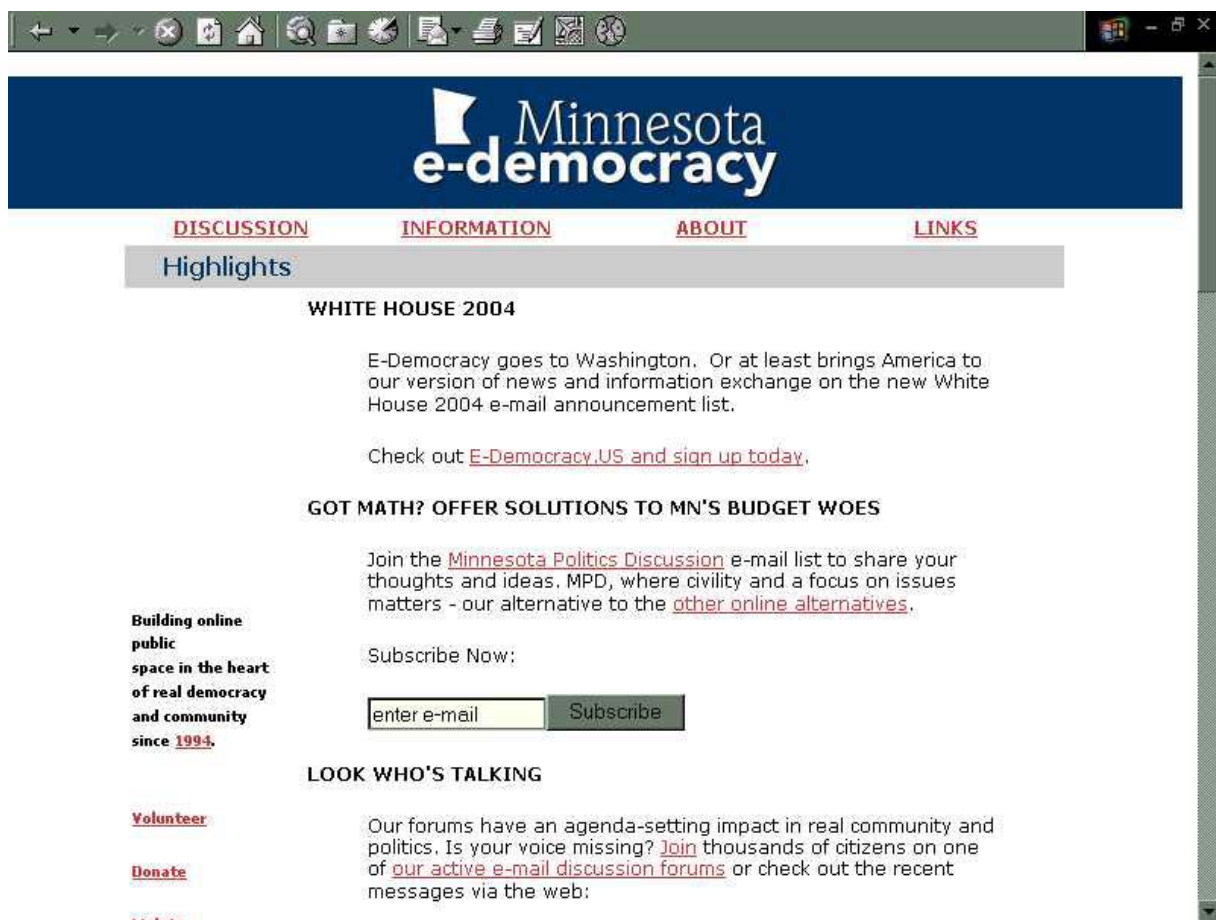 Minnesota
e-democracy
DISCUSSION INFORMATION ABOUT LINKS
Highlights
WHITE HOUSE 2004
E-Democracy goes to Washington. Or at least brings America to
our version of news and information exchange on the new White
House 2004 e-mail announcement list.
Check out E-Democracy.US and sign up today.
GOT MATH? OFFER SOLUTIONS TO MN'S BUDGET WOES
Join the Minnesota Politics Discussion e-mail list to share your
thoughts and ideas. MPD, where civility and a focus on issues
matters - our alternative to the other online alternatives.
Subscribe Now:
enter e-mail Subscribe
LOOK WHO'S TALKING
Our forums have an agenda-setting impact in real community and
politics. Is your voice missing? Join thousands of citizens on one
of our active e-mail discussion forums or check out the recent
messages via the web:
Building online
public
space in the heart
of real democracy
and community
since 1994.
Volunteer
Donate